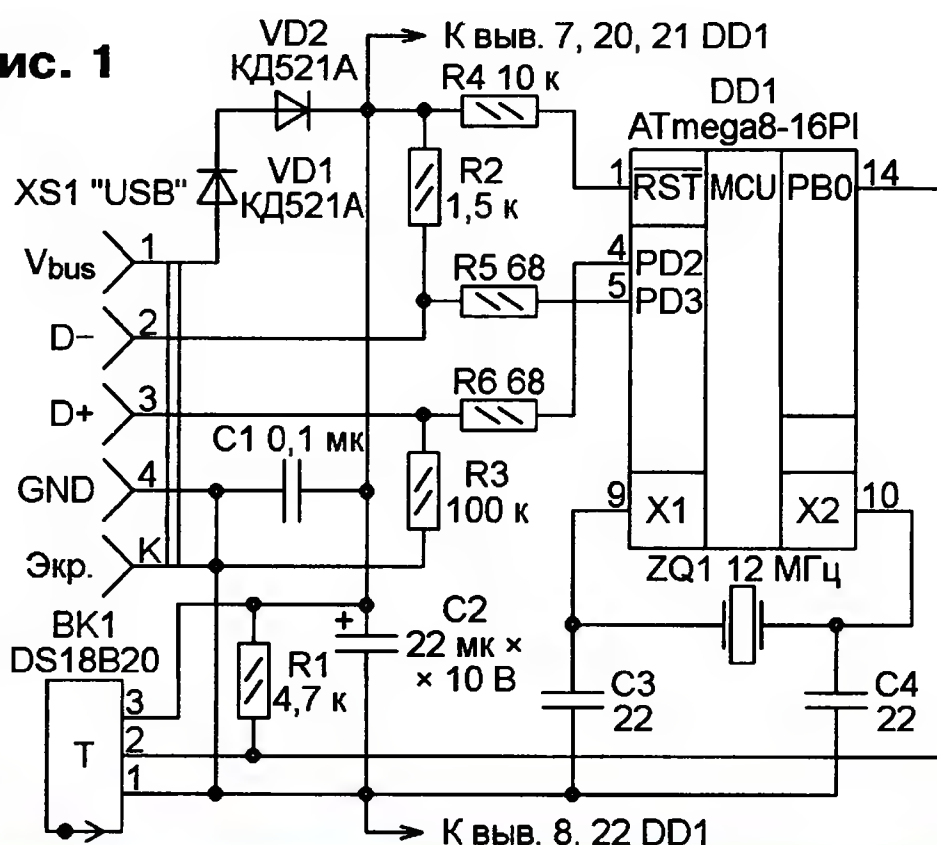 ис. 1
VD2
КД521А
К выв. 7, 20, 21 DD1
R4 10 к
DD1
ATmega8-16PI
XS1 "USB"
VD1
КД521А
R2
1,5 к
1
RST
MCU
PB0
14
Vbus
1
4
PD2
R5 68
5
PD3
D−
2
R6 68
D+
3
C1 0,1 мк
R3
100 к
GND
4
9
X1
X2
10
Экр.
K
ZQ1 12 МГц
BK1
DS18B20
+
C2
22 мк ×
× 10 В
R1
4,7 к
C3
22
C4
22
3
T
2
1
К выв. 8, 22 DD1